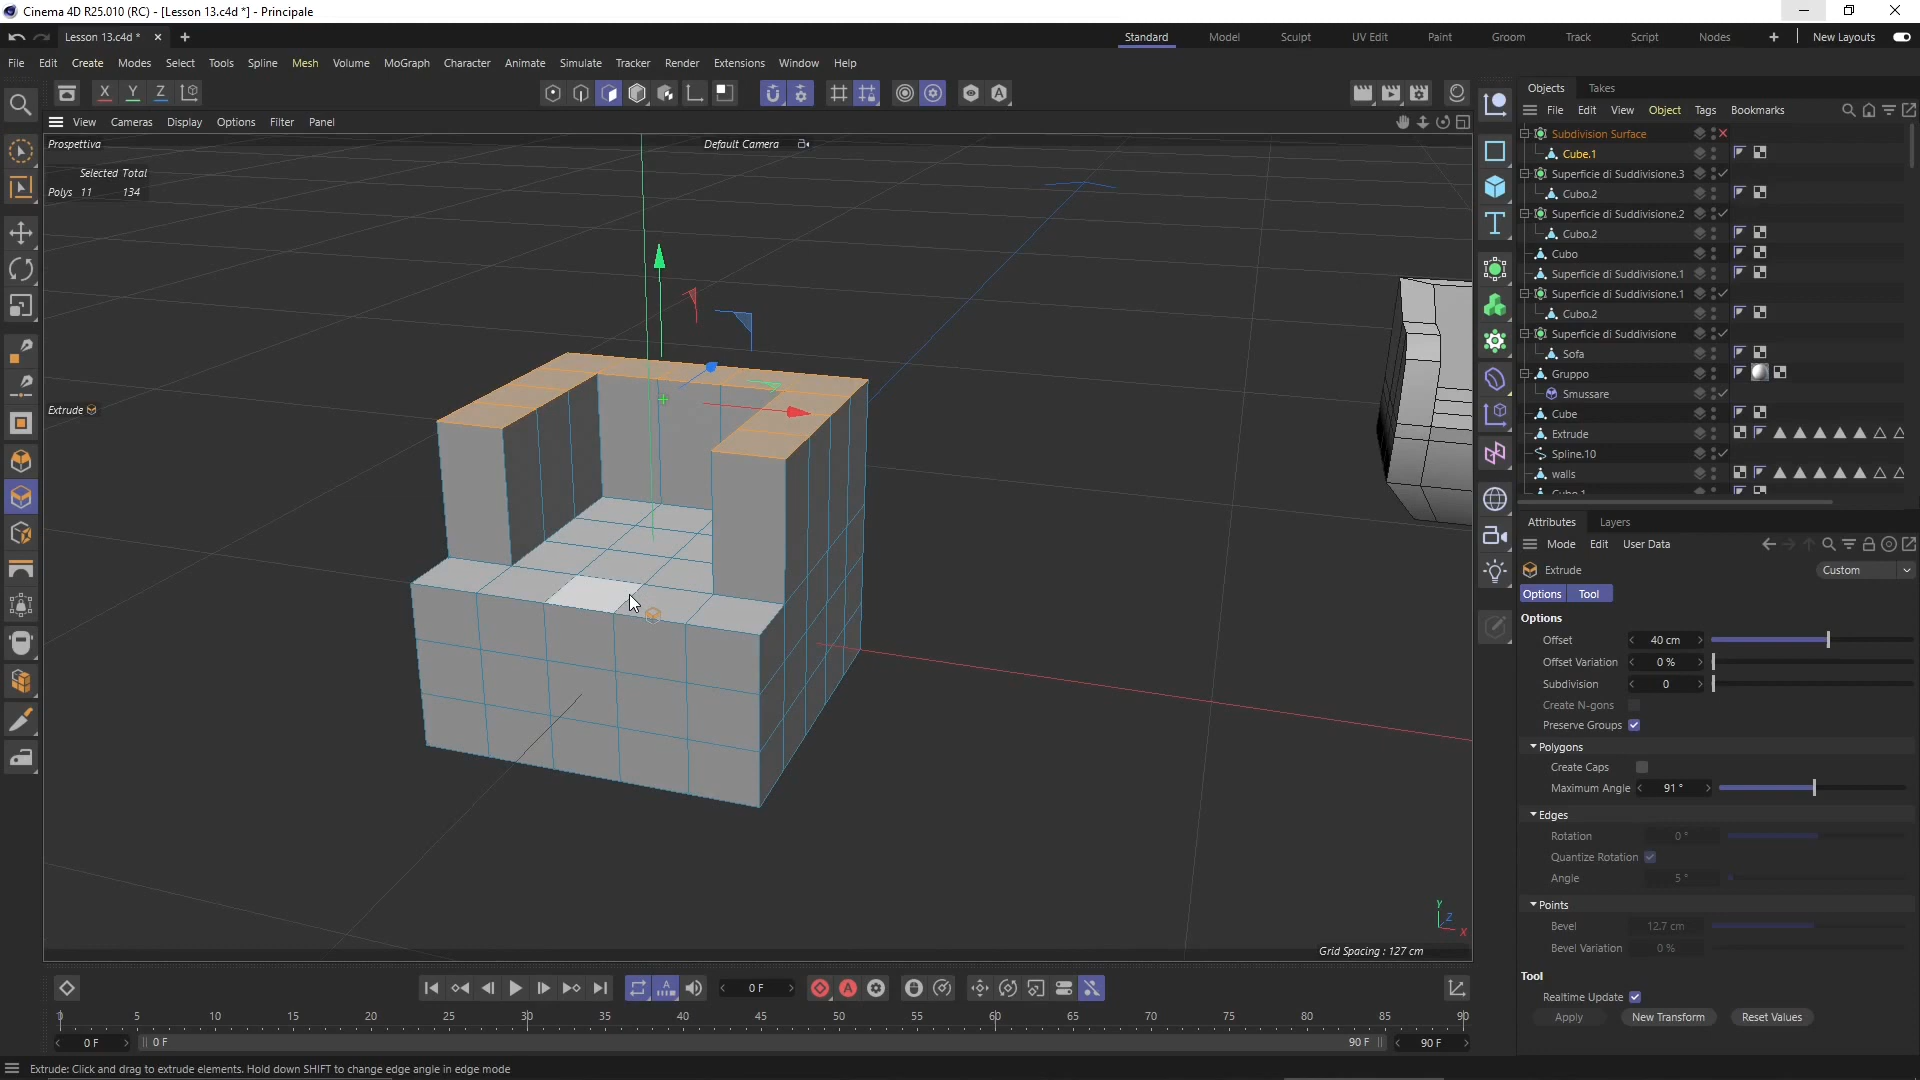 Cinema 4D R25.010 (RC) - [Lesson 13.c4d *] - Principale
Lesson 13.c4d *
Standard Model Sculpt UV Edit Paint Groom Track Script Nodes New Layouts
File Edit Create Modes Select Tools Spline Mesh Volume MoGraph Character Animate Simulate Tracker Render Extensions Window Help
X Y Z
View Cameras Display Options Filter Panel
Prospettiva
Default Camera
Selected Total
Polys 11 134
Extrude
Grid Spacing : 127 cm
Y
Z
X
Objects Takes
File Edit View Object Tags Bookmarks
Subdivision Surface
Cube.1
Superficie di Suddivisione.3
Cubo.2
Superficie di Suddivisione.2
Cubo.2
Cubo
Superficie di Suddivisione.1
Superficie di Suddivisione.1
Cubo.2
Superficie di Suddivisione
Sofa
Gruppo
Smussare
Cube
Extrude
Spline.10
walls
Cubo.1
Attributes Layers
Mode Edit User Data
Extrude Custom
Options Tool
Options
Offset 40 cm
Offset Variation 0 %
Subdivision 0
Create N-gons
Preserve Groups
Polygons
Create Caps
Maximum Angle 91 °
Edges
Rotation 0 °
Quantize Rotation
Angle 5 °
Points
Bevel 12.7 cm
Bevel Variation 0 %
Tool
Realtime Update
Apply New Transform Reset Values
0 F
0 5 10 15 20 25 30 35 40 45 50 55 60 65 70 75 80 85 90
0 F 0 F 90 F 90 F
Extrude: Click and drag to extrude elements. Hold down SHIFT to change edge angle in edge mode